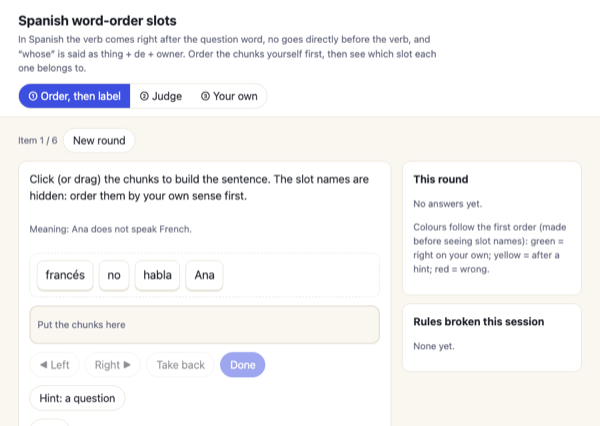 Spanish word-order slots
In Spanish the verb comes right after the question word, no goes directly before the verb, and
“whose” is said as thing + de + owner. Order the chunks yourself first, then see which slot each
one belongs to.
① Order, then label
② Judge
③ Your own
Item 1 / 6
New round
Click (or drag) the chunks to build the sentence. The slot names are
hidden: order them by your own sense first.
Meaning: Ana does not speak French.
francés
no
habla
Ana
Put the chunks here
◀ Left
Right ▶
Take back
Done
Hint: a question
This round
No answers yet.
Colours follow the first order (made
before seeing slot names): green =
right on your own; yellow = after a
hint; red = wrong.
Rules broken this session
None yet.